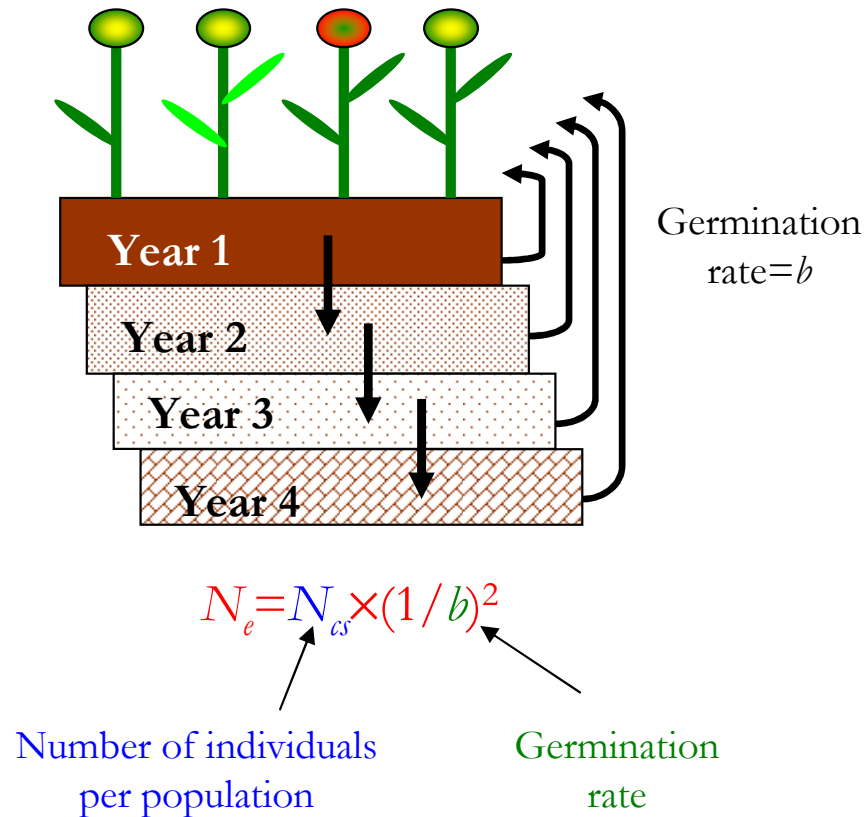 Year 1
Year 2
Year 3
Year 4
Germination
rate=b
Nₑ=N_cs×(1/b)²
Number of individuals
per population
Germination
rate